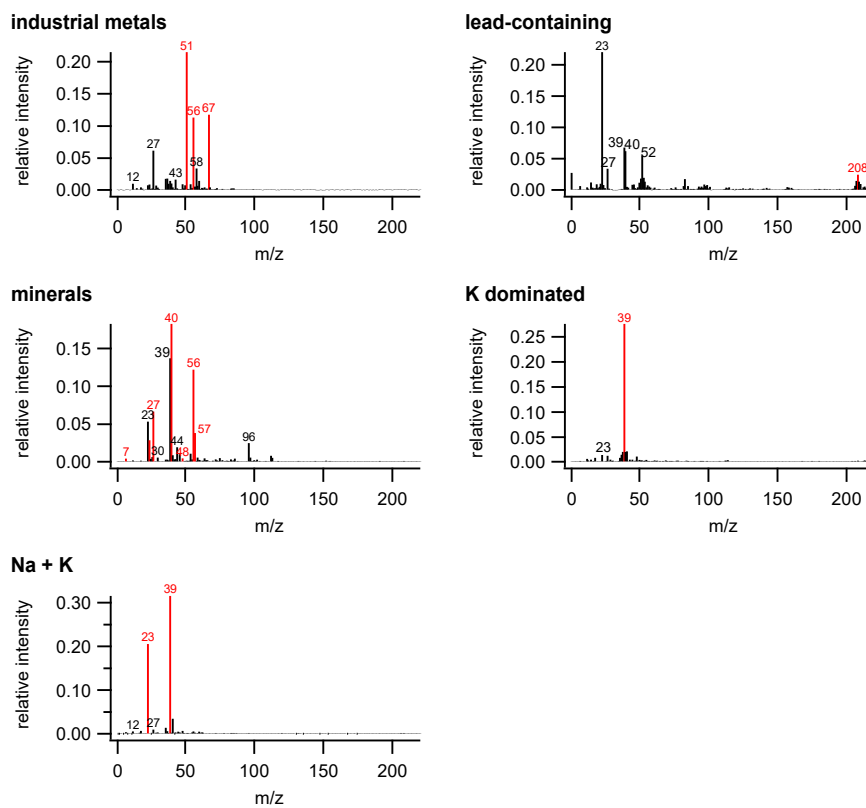 industrial metals
relative intensity
0.20
0.15
0.10
0.05
0.00
12
27
43
51
56
58
67
0 50 100 150 200
m/z
lead-containing
relative intensity
0.20
0.15
0.10
0.05
0.00
23
27
39
40
52
208
0 50 100 150 200
m/z
minerals
relative intensity
0.15
0.10
0.05
0.00
7
23
27
30
39
40
44
48
56
57
96
0 50 100 150 200
m/z
K dominated
relative intensity
0.25
0.20
0.15
0.10
0.05
0.00
23
39
0 50 100 150 200
m/z
Na + K
relative intensity
0.30
0.20
0.10
0.00
12
23
27
39
0 50 100 150 200
m/z